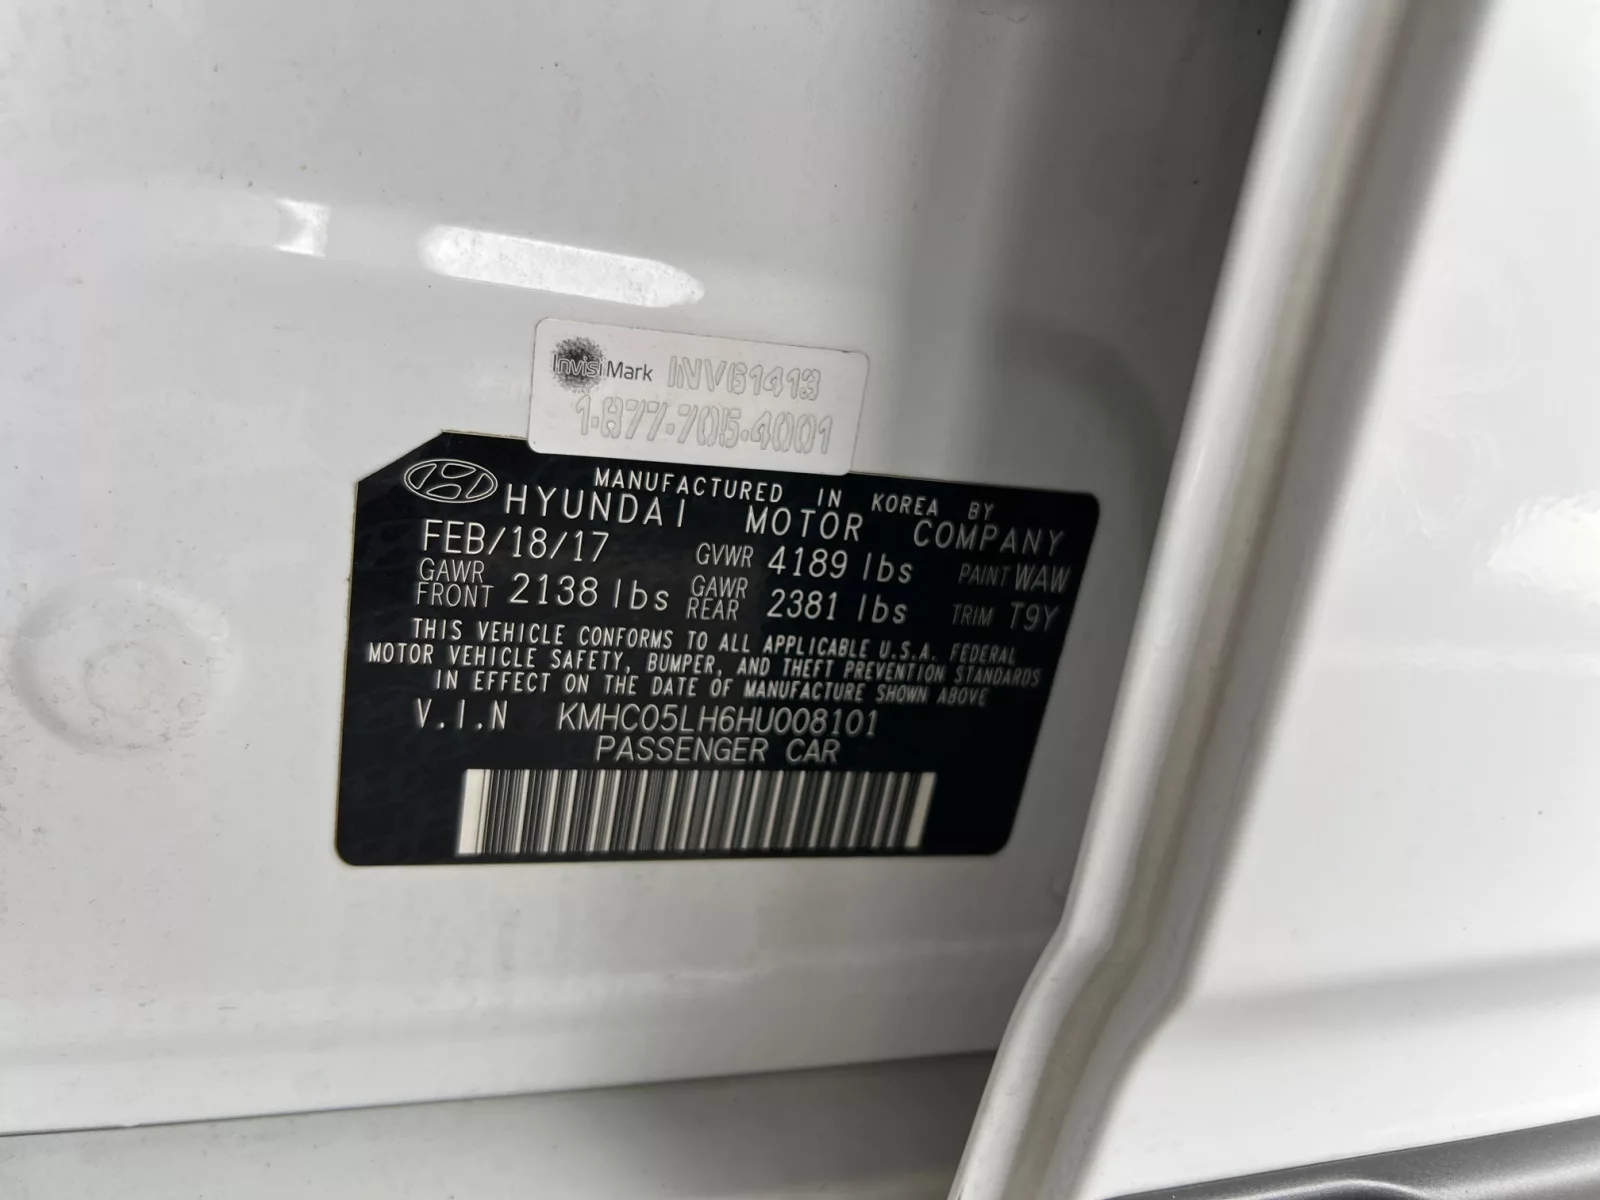 InvisiMark INV61413
1-877-705-4001
MANUFACTURED IN KOREA BY
HYUNDAI MOTOR COMPANY
FEB/18/17 GVWR 4189 lbs PAINT WAW
GAWR FRONT 2138 lbs GAWR REAR 2381 lbs TRIM T9Y
THIS VEHICLE CONFORMS TO ALL APPLICABLE U.S.A. FEDERAL
MOTOR VEHICLE SAFETY, BUMPER, AND THEFT PREVENTION STANDARDS
IN EFFECT ON THE DATE OF MANUFACTURE SHOWN ABOVE
V.I.N KMHC05LH6HU008101
PASSENGER CAR